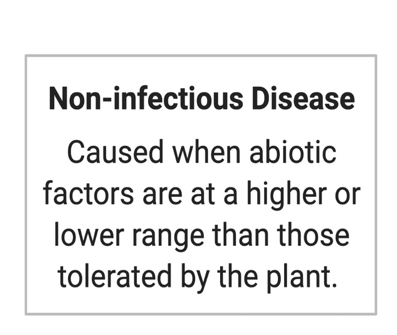 Non-infectious Disease
Caused when abiotic
factors are at a higher or
lower range than those
tolerated by the plant.